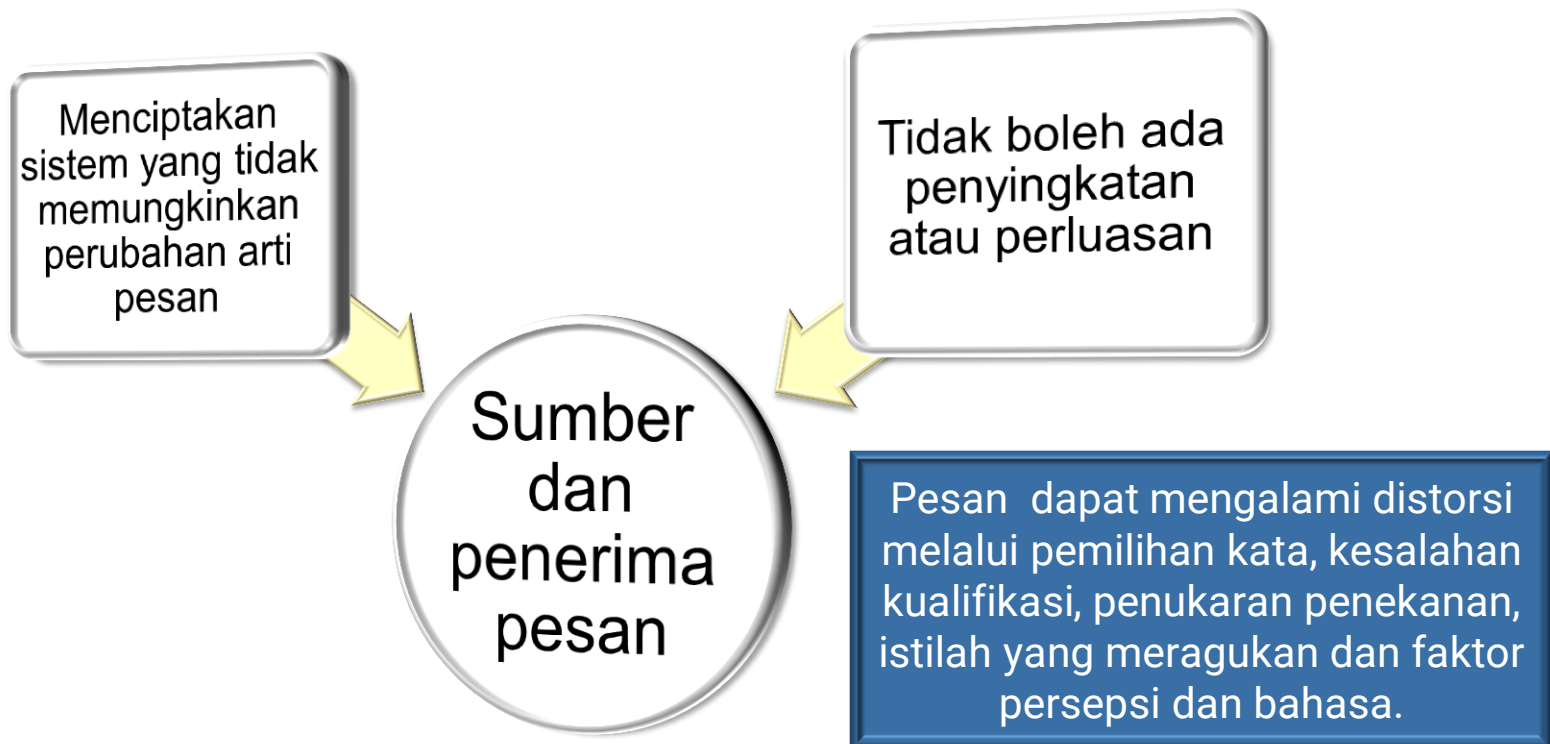 Menciptakan
sistem yang tidak
memungkinkan
perubahan arti
pesan
Tidak boleh ada
penyingkatan
atau perluasan
Sumber
dan
penerima
pesan
Pesan  dapat mengalami distorsi
melalui pemilihan kata, kesalahan
kualifikasi, penukaran penekanan,
istilah yang meragukan dan faktor
persepsi dan bahasa.